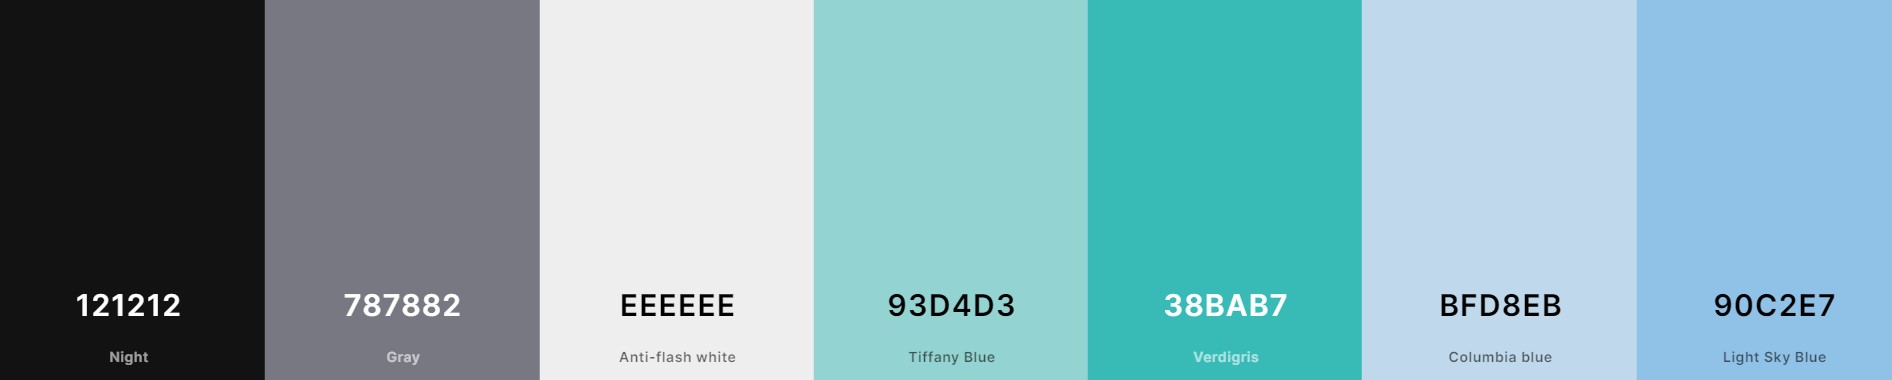 121212 787882 EEEEEE 93D4D3 38BAB7 BFD8EB 90C2E7
Night Gray Anti-flash white Tiffany Blue Verdigris Columbia blue Light Sky Blue